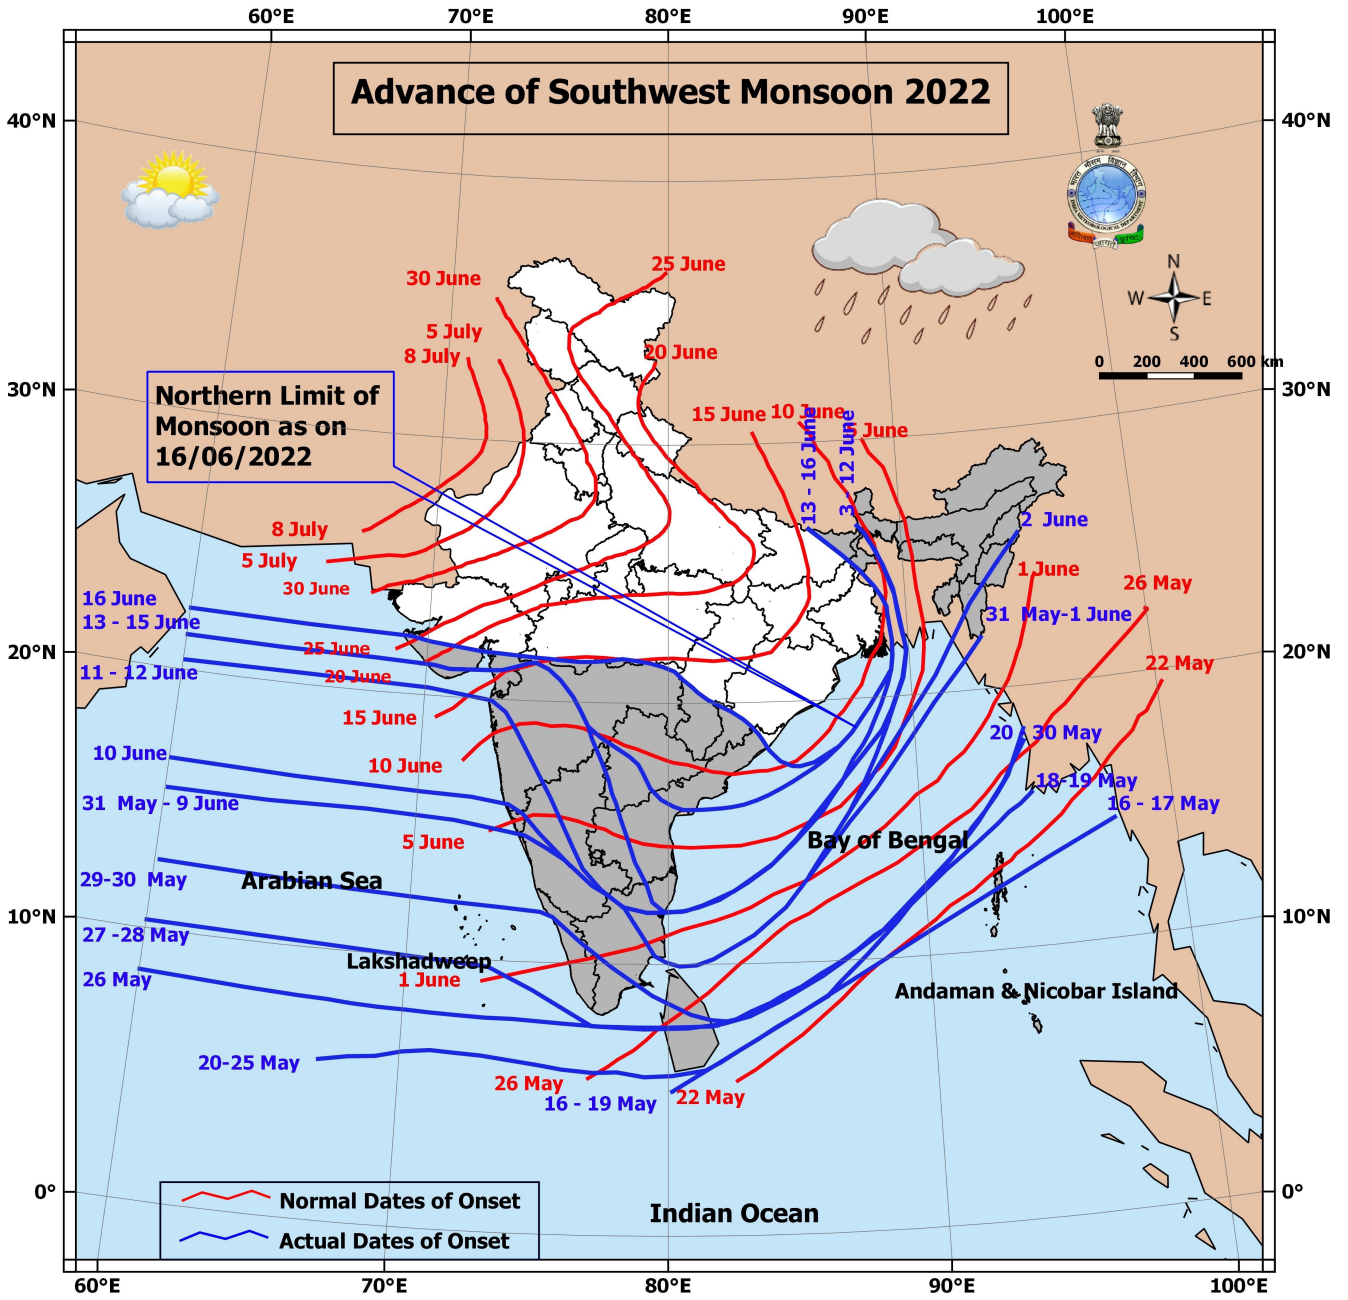 60°E 70°E 80°E 90°E 100°E
Advance of Southwest Monsoon 2022
40°N 40°N
N
W E
S
0 200 400 600 km
25 June
30 June
5 July
8 July
20 June
30°N 30°N
Northern Limit of
Monsoon as on
16/06/2022
15 June 10 June
5 June
13 - 16 June
3 - 12 June
8 July
5 July
30 June
2 June
1 June
26 May
16 June
13 - 15 June
31 May-1 June
25 June
20°N 20°N
22 May
11 - 12 June
20 June
15 June
20 - 30 May
10 June
10 June
18-19 May
31 May - 9 June
16 - 17 May
5 June
Bay of Bengal
29-30 May
Arabian Sea
10°N 10°N
27 -28 May
Lakshadweep
26 May
1 June
Andaman & Nicobar Island
20-25 May
26 May
16 - 19 May
22 May
0° 0°
Normal Dates of Onset
Indian Ocean
Actual Dates of Onset
60°E 70°E 80°E 90°E 100°E